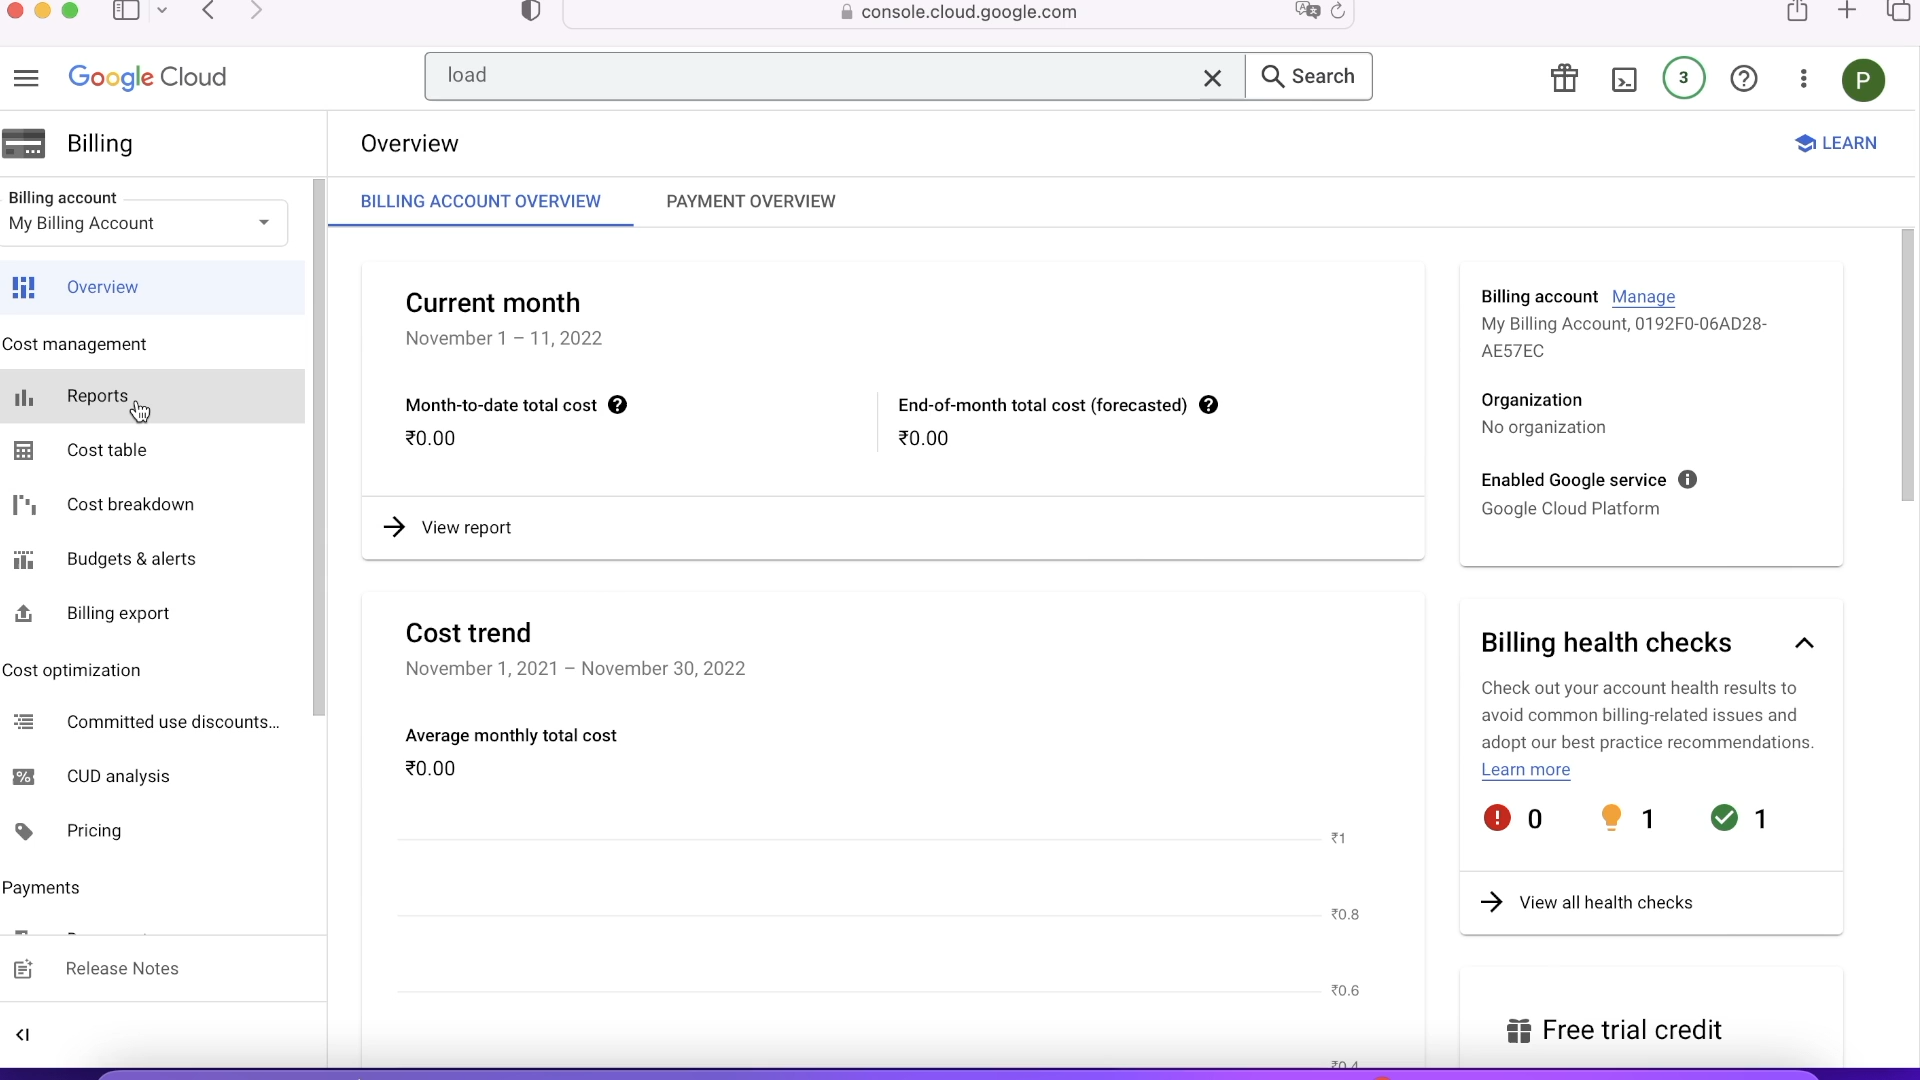 console.cloud.google.com
Google Cloud
load
Search
3
P
Billing
Overview
LEARN
Billing account
My Billing Account
BILLING ACCOUNT OVERVIEW
PAYMENT OVERVIEW
Overview
Cost management
Reports
Cost table
Cost breakdown
Budgets & alerts
Billing export
Cost optimization
Committed use discounts...
CUD analysis
Pricing
Payments
Release Notes
Current month
November 1 – 11, 2022
Month-to-date total cost
₹0.00
End-of-month total cost (forecasted)
₹0.00
View report
Cost trend
November 1, 2021 – November 30, 2022
Average monthly total cost
₹0.00
₹1
₹0.8
₹0.6
₹0.4
Billing account Manage
My Billing Account, 0192F0-06AD28-
AE57EC
Organization
No organization
Enabled Google service
Google Cloud Platform
Billing health checks
Check out your account health results to
avoid common billing-related issues and
adopt our best practice recommendations.
Learn more
0 1 1
View all health checks
Free trial credit